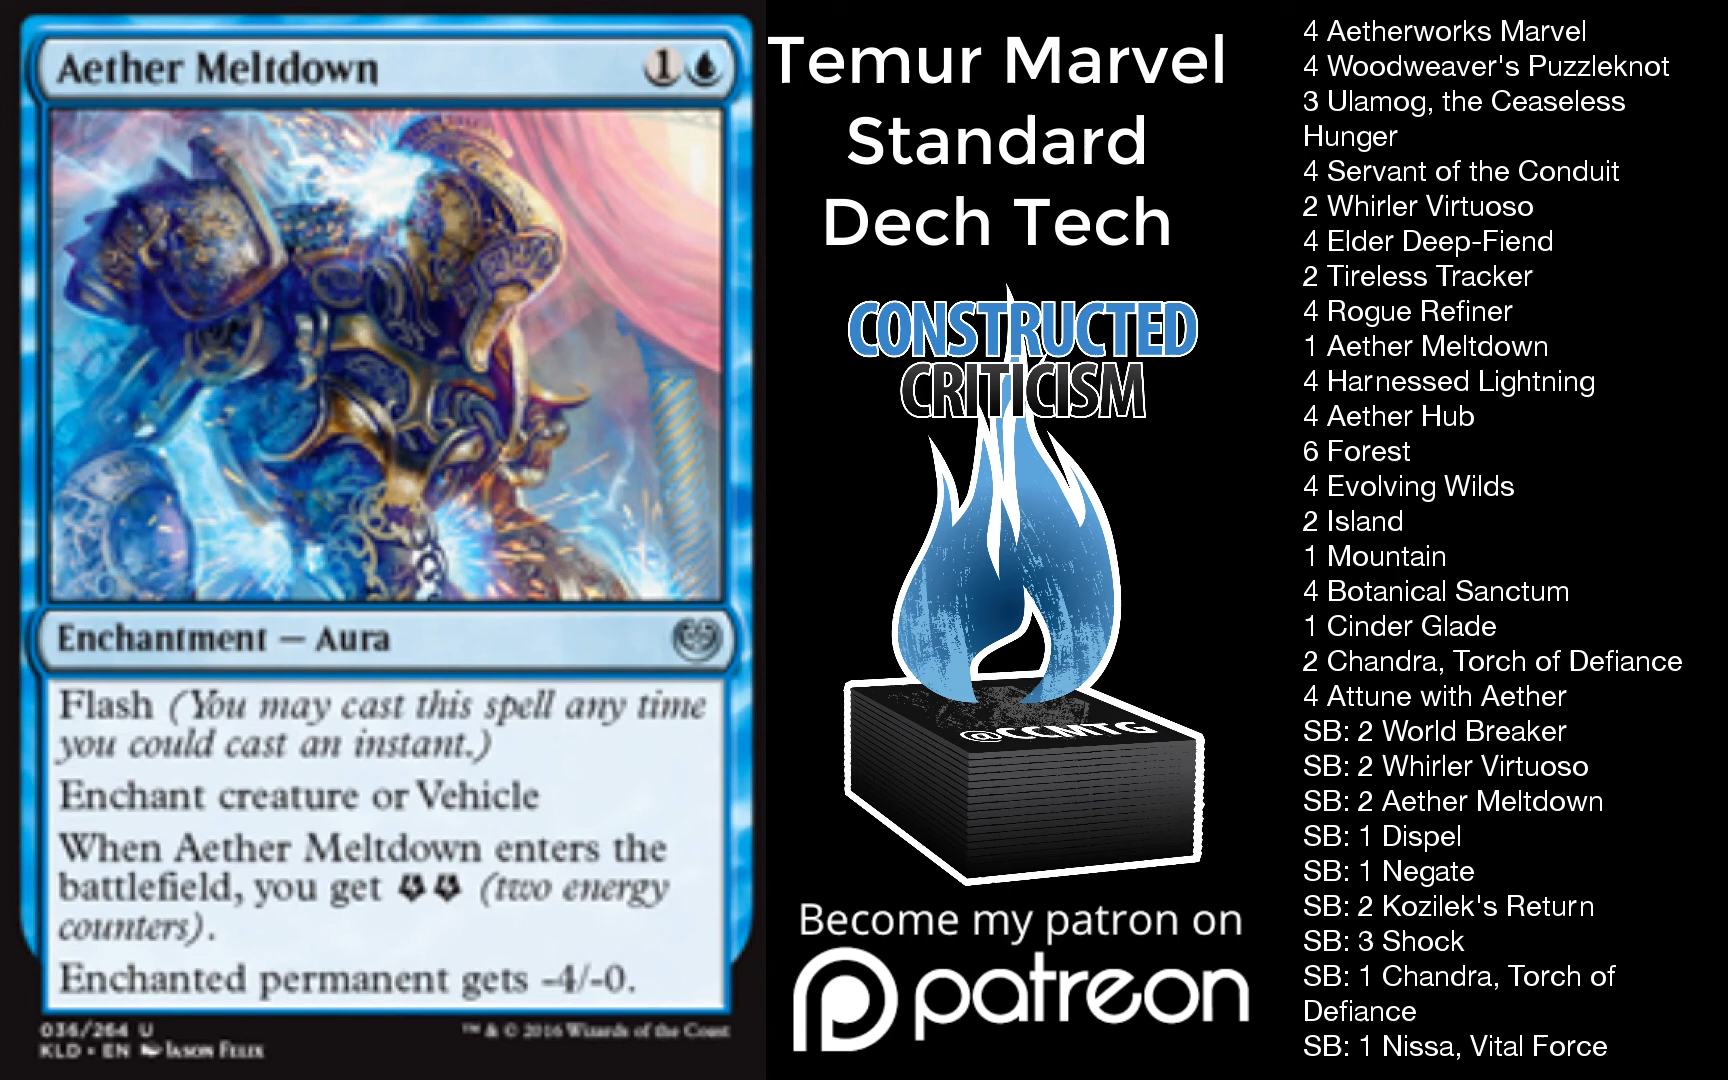 Aether Meltdown 1
Flash (You may cast this spell any time
you could cast an instant.)
Enchant creature or Vehicle
When Aether Meltdown enters the
battlefield, you get (two energy
counters).
Enchanted permanent gets -4/-0.
Enchantment — Aura
036/264 U
KLD • EN Jason Felix
™ & © 2016 Wizards of the Coast
Temur Marvel
Standard
Dech Tech
CONSTRUCTED
CRITICISM
@CCMTG
Become my patron on
patreon
4 Aetherworks Marvel
4 Woodweaver's Puzzleknot
3 Ulamog, the Ceaseless
Hunger
4 Servant of the Conduit
2 Whirler Virtuoso
4 Elder Deep-Fiend
2 Tireless Tracker
4 Rogue Refiner
1 Aether Meltdown
4 Harnessed Lightning
4 Aether Hub
6 Forest
4 Evolving Wilds
2 Island
1 Mountain
4 Botanical Sanctum
1 Cinder Glade
2 Chandra, Torch of Defiance
4 Attune with Aether
SB: 2 World Breaker
SB: 2 Whirler Virtuoso
SB: 2 Aether Meltdown
SB: 1 Dispel
SB: 1 Negate
SB: 2 Kozilek's Return
SB: 3 Shock
SB: 1 Chandra, Torch of
Defiance
SB: 1 Nissa, Vital Force